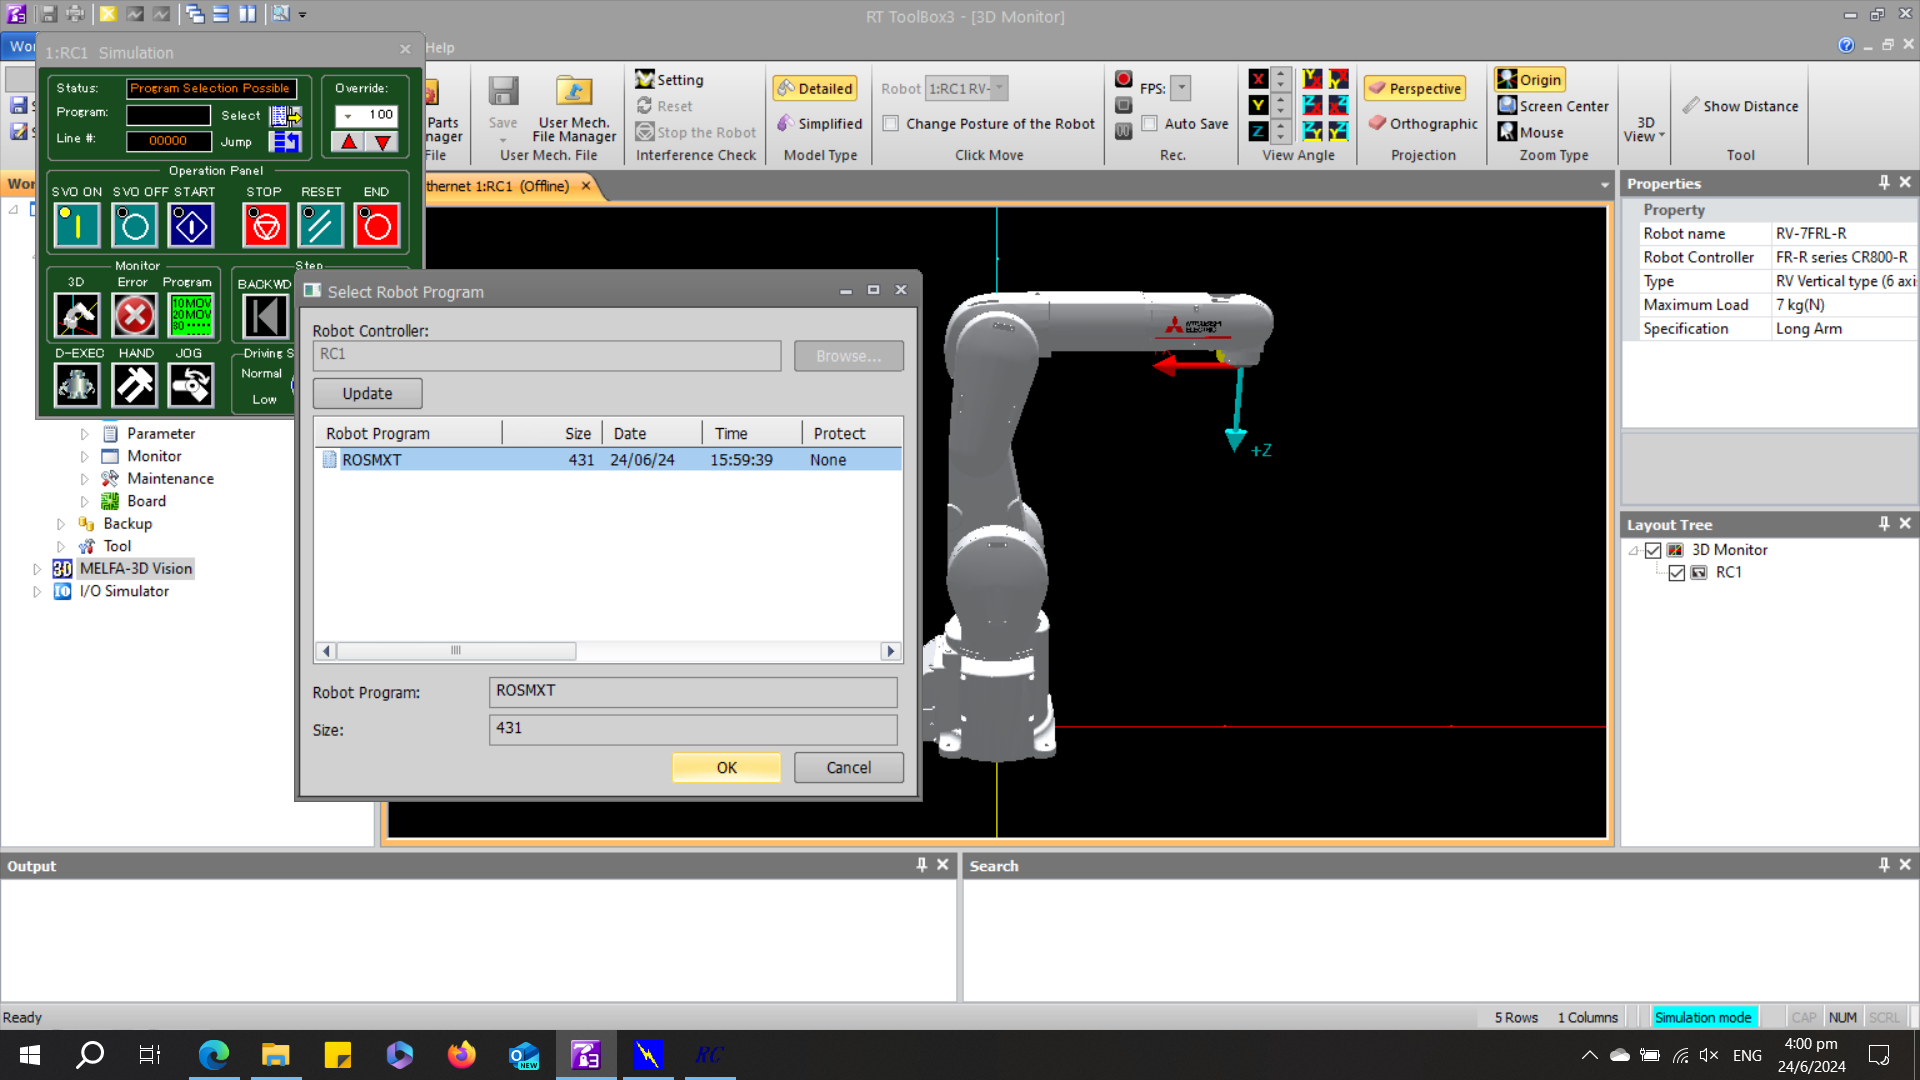 RT ToolBox3 - [3D Monitor]
Wor
Help
1:RC1 Simulation
Status: Program Selection Possible
Program: Select
Line #: 00000 Jump
Override:
100
Operation Panel
SVO ON SVO OFF START STOP RESET END
Monitor
3D Error Program
10MOV
20MOV
Step
BACKWD
D-EXEC HAND JOG
Driving S
Normal
Low
Parts
nager
File
Save
User Mech.
File Manager
User Mech. File
Setting
Reset
Stop the Robot
Interference Check
Detailed
Simplified
Model Type
Robot 1:RC1 RV-
Change Posture of the Robot
Click Move
FPS:
Auto Save
Rec.
X
Y
Z
View Angle
Perspective
Orthographic
Projection
Origin
Screen Center
Mouse
Zoom Type
3D
View
Show Distance
Tool
Wor
thernet 1:RC1 (Offline)
Parameter
Monitor
Maintenance
Board
Backup
Tool
MELFA-3D Vision
I/O Simulator
Select Robot Program
Robot Controller:
RC1
Browse...
Update
Robot Program Size Date Time Protect
ROSMXT 431 24/06/24 15:59:39 None
Robot Program: ROSMXT
Size: 431
OK Cancel
MITSUBISHI
ELECTRIC
+Z
Properties
Property
Robot name RV-7FRL-R
Robot Controller FR-R series CR800-R
Type RV Vertical type (6 axi
Maximum Load 7 kg(N)
Specification Long Arm
Layout Tree
3D Monitor
RC1
Output
Search
Ready
5 Rows 1 Columns Simulation mode CAP NUM SCRL
NEW
RC
ENG
4:00 pm
24/6/2024